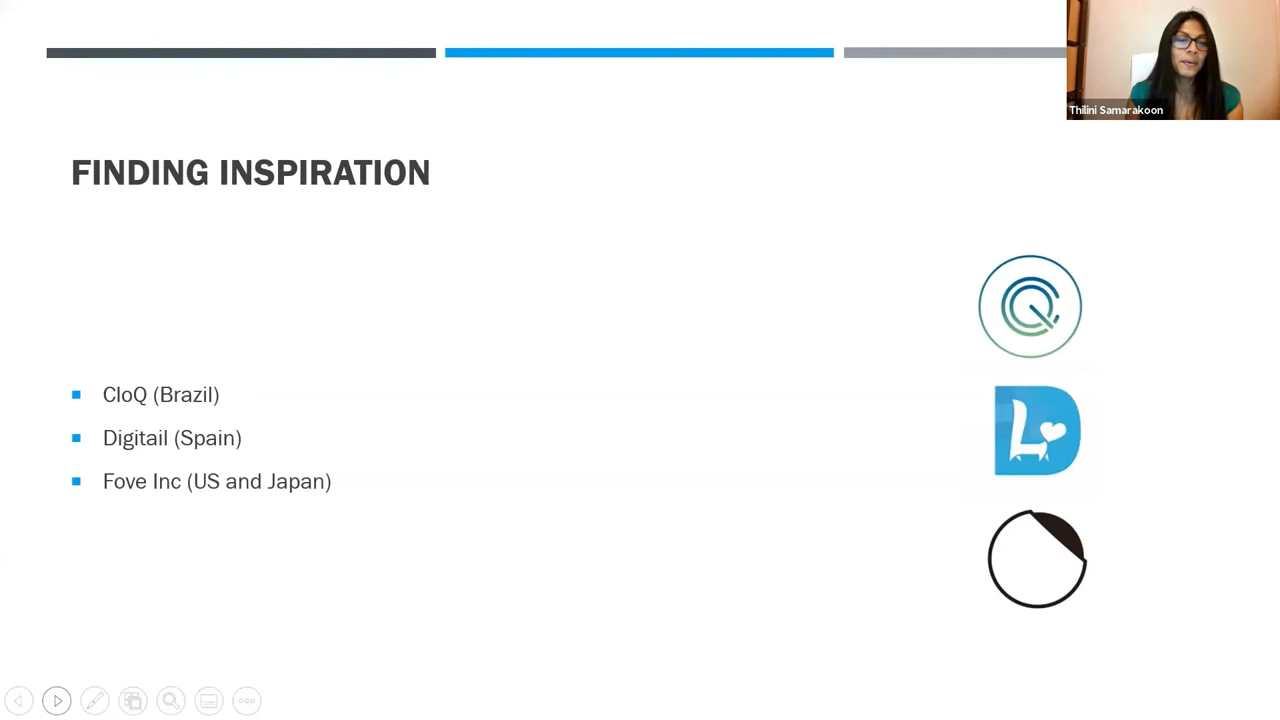 Thilini Samarakoon
FINDING INSPIRATION
CloQ (Brazil)
Digitail (Spain)
Fove Inc (US and Japan)